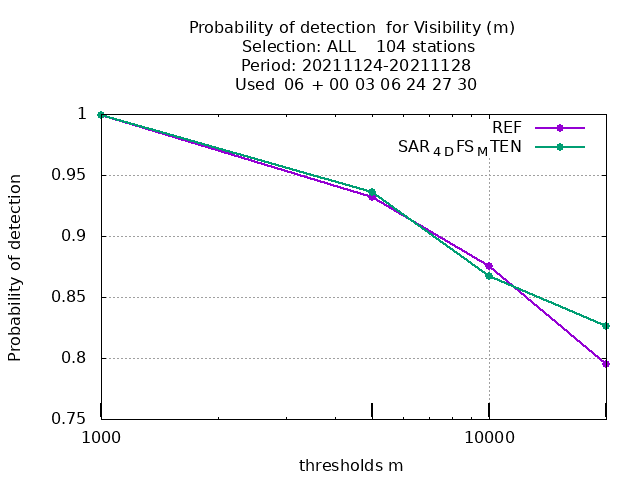 Probability of detection  for Visibility (m)
Selection: ALL    104 stations
Period: 20211124-20211128
Used  06  + 00 03 06 24 27 30
REF
SAR4DFSMTEN
1
0.95
0.9
0.85
0.8
0.75
Probability of detection
1000
10000
thresholds m